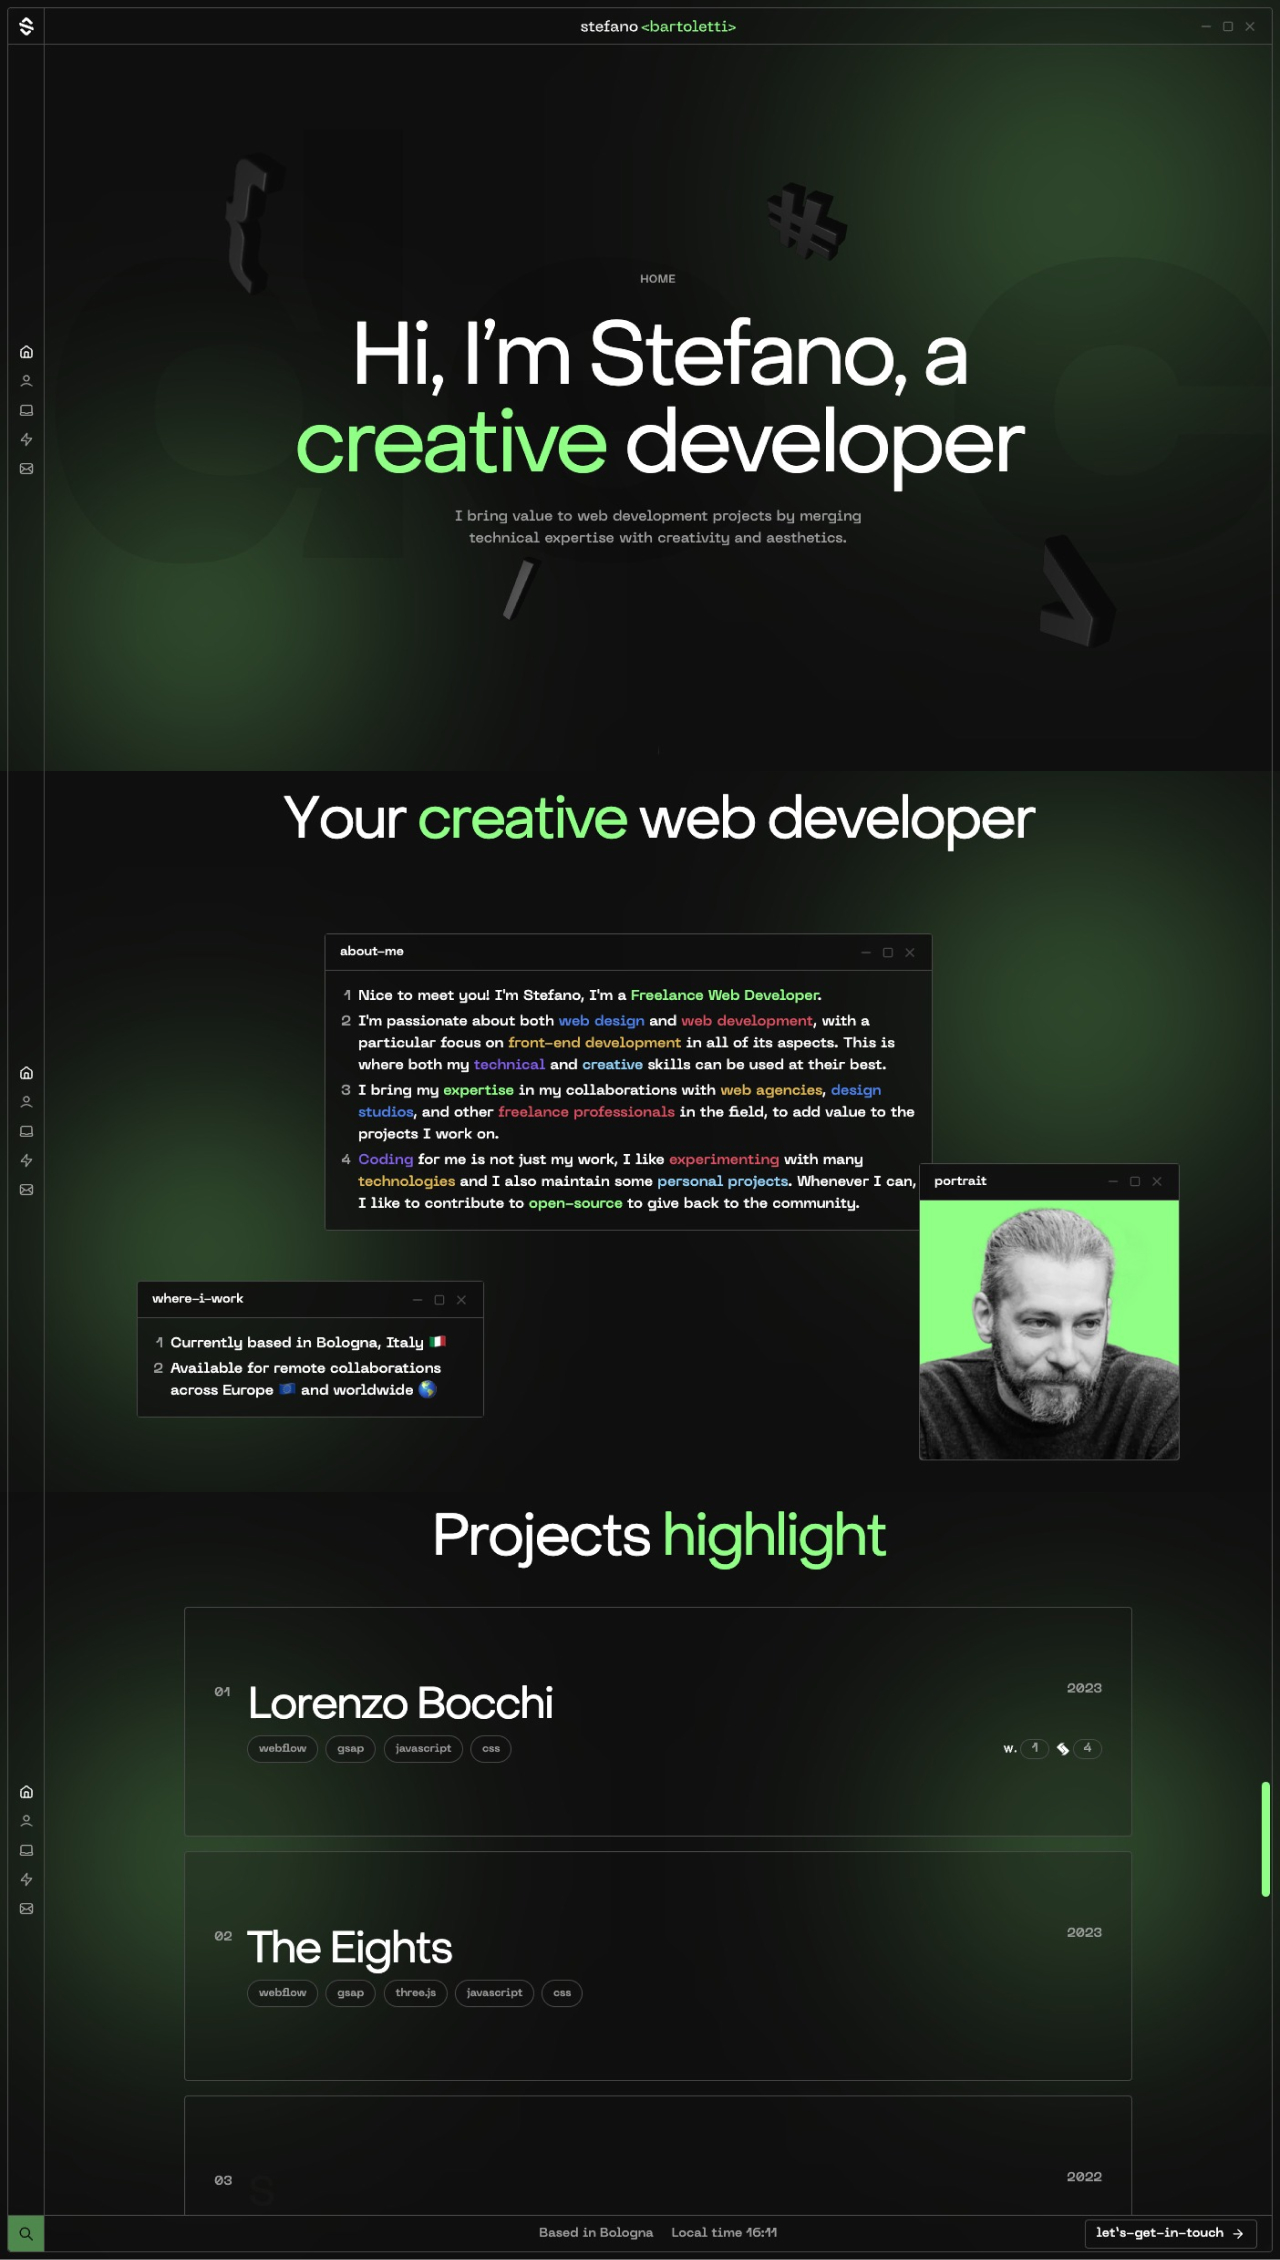 stefano <bartoletti>
HOME
Hi, I’m Stefano, a
creative developer
I bring value to web development projects by merging
technical expertise with creativity and aesthetics.
Your creative web developer
about-me
1 Nice to meet you! I'm Stefano, I'm a Freelance Web Developer.
2 I'm passionate about both web design and web development, with a
particular focus on front-end development in all of its aspects. This is
where both my technical and creative skills can be used at their best.
3 I bring my expertise in my collaborations with web agencies, design
studios, and other freelance professionals in the field, to add value to the
projects I work on.
4 Coding for me is not just my work, I like experimenting with many
technologies and I also maintain some personal projects. Whenever I can,
I like to contribute to open-source to give back to the community.
portrait
where-i-work
1 Currently based in Bologna, Italy 🇮🇹
2 Available for remote collaborations
across Europe 🇪🇺 and worldwide 🌎
Projects highlight
01 Lorenzo Bocchi 2023
webflow gsap javascript css w. 1 4
02 The Eights 2023
webflow gsap three.js javascript css
03 S 2022
Based in Bologna Local time 16:11 let's-get-in-touch →